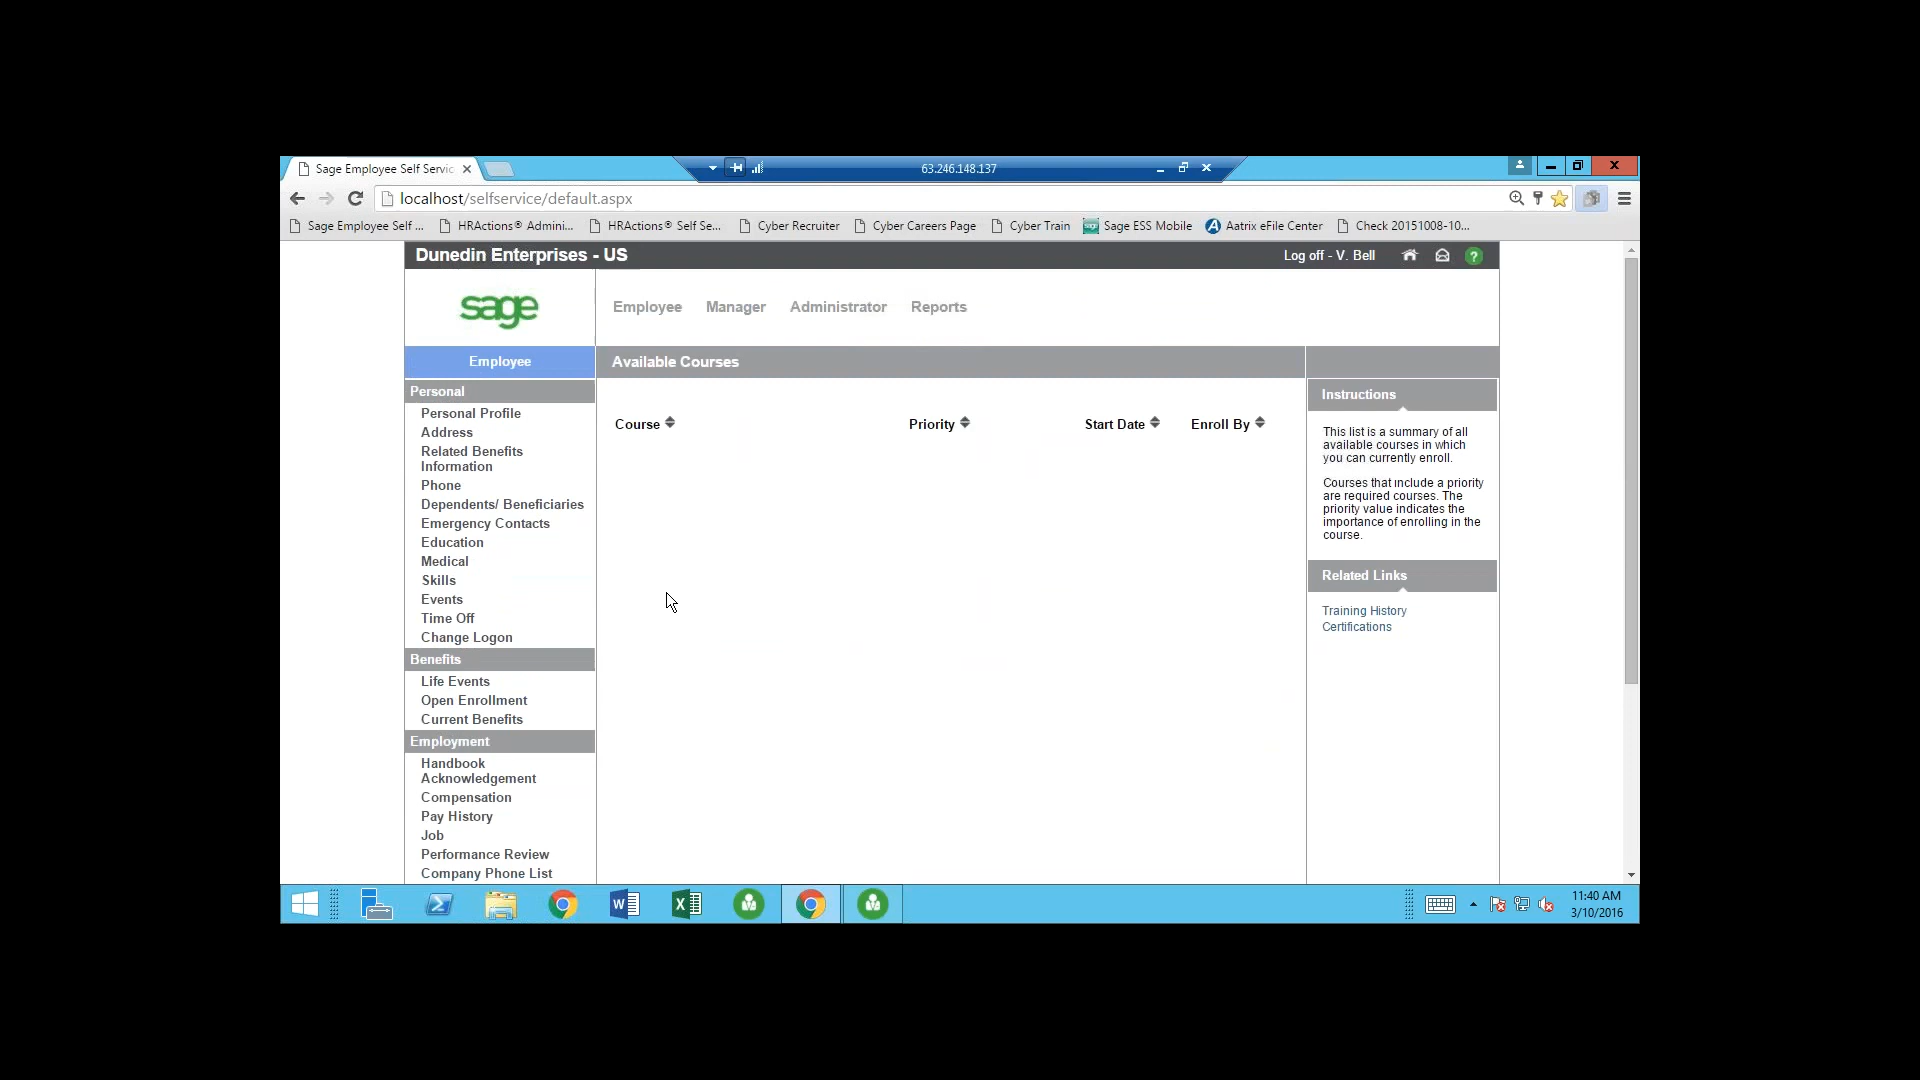 Sage Employee Self Servic
63.246.148.137
localhost/selfservice/default.aspx
Sage Employee Self ... HRActions® Admini... HRActions® Self Se... Cyber Recruiter Cyber Careers Page Cyber Train Sage ESS Mobile Aatrix eFile Center Check 20151008-10...
Dunedin Enterprises - US Log off - V. Bell ?
sage Employee Manager Administrator Reports
Employee
Personal
Personal Profile
Address
Related Benefits
Information
Phone
Dependents/ Beneficiaries
Emergency Contacts
Education
Medical
Skills
Events
Time Off
Change Logon
Benefits
Life Events
Open Enrollment
Current Benefits
Employment
Handbook
Acknowledgement
Compensation
Pay History
Job
Performance Review
Company Phone List
Available Courses
Course Priority Start Date Enroll By
Instructions
This list is a summary of all
available courses in which
you can currently enroll.
Courses that include a priority
are required courses. The
priority value indicates the
importance of enrolling in the
course.
Related Links
Training History
Certifications
11:40 AM
3/10/2016